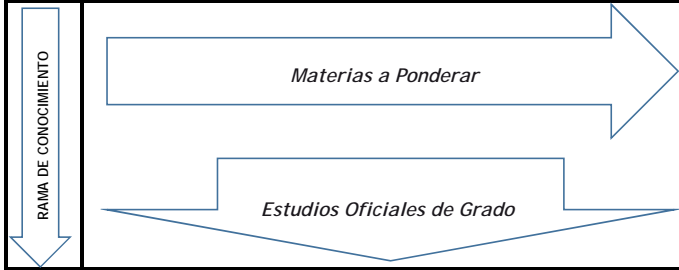 RAMA DE CONOCIMIENTO
Materias a Ponderar
Estudios Oficiales de Grado